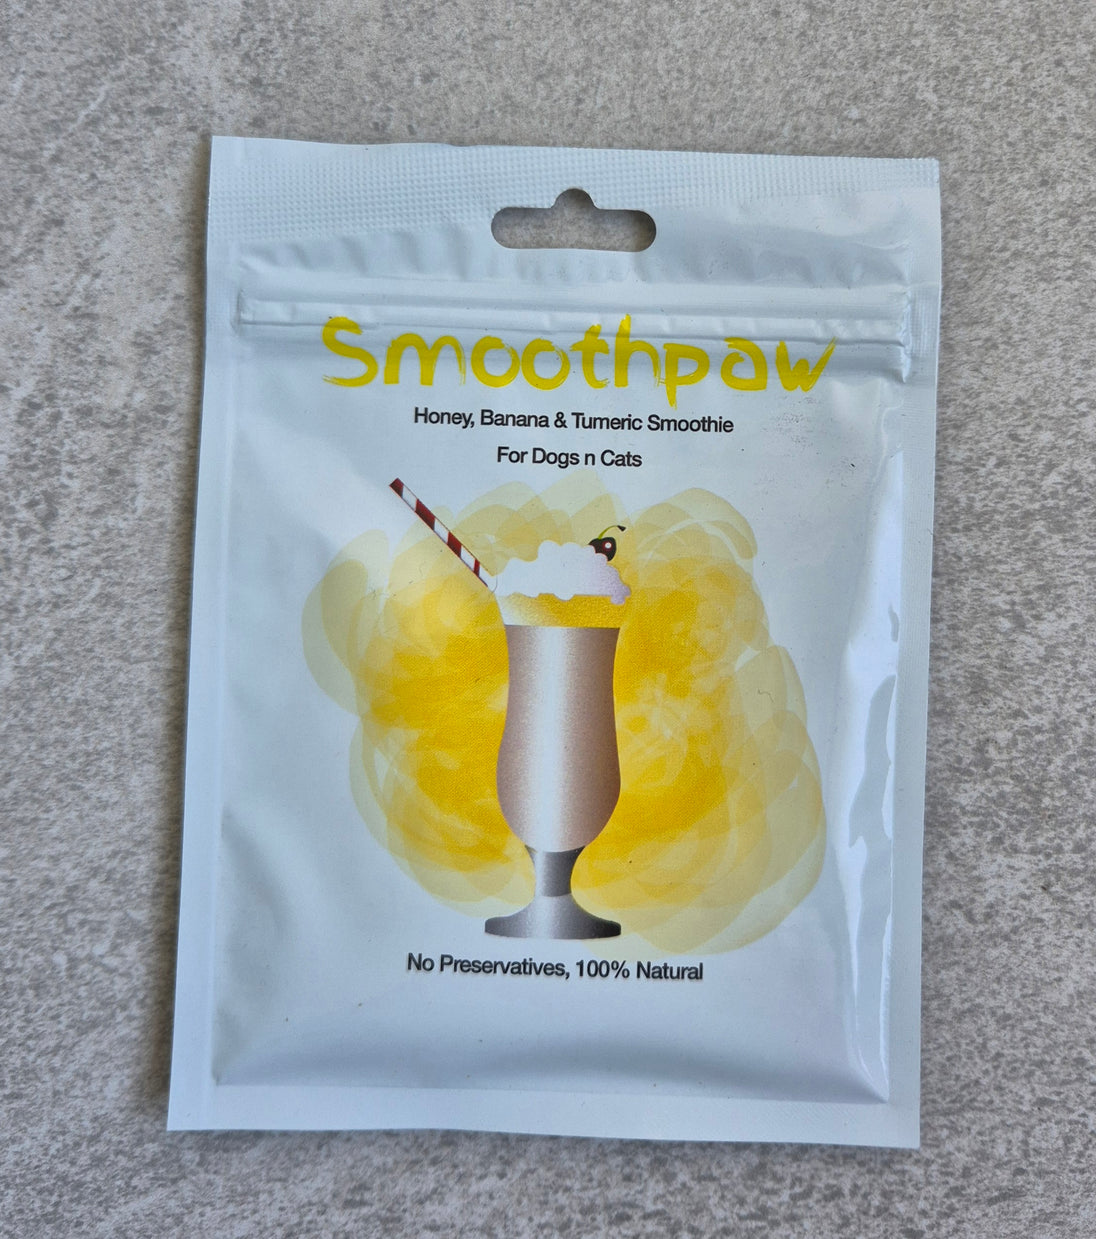 Smoothpaw
Honey, Banana & Tumeric Smoothie
For Dogs n Cats
No Preservatives, 100% Natural